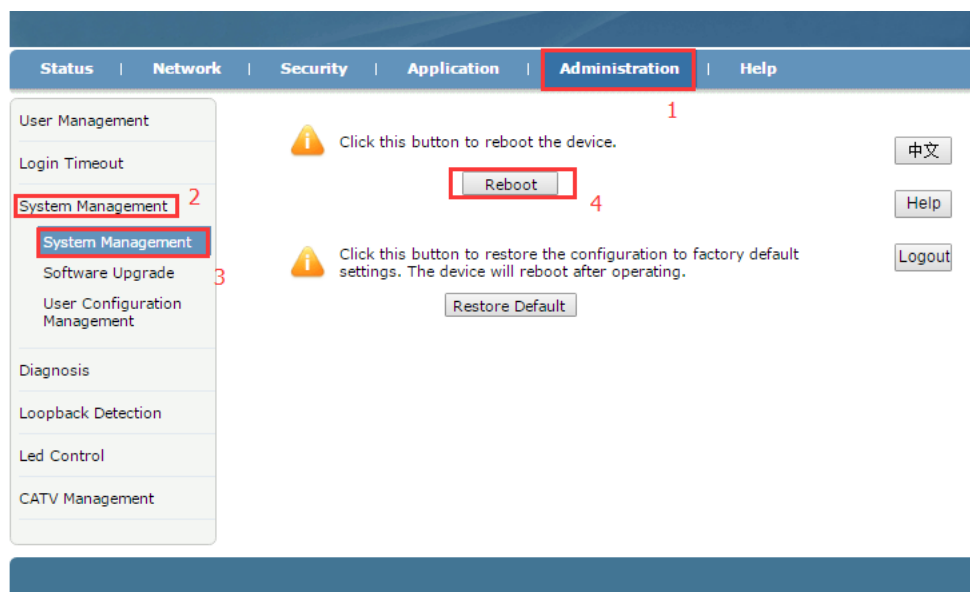 Status | Network | Security | Application | Administration | Help
1
User Management
Login Timeout
System Management 2
System Management
3
Software Upgrade
User Configuration
Management
Diagnosis
Loopback Detection
Led Control
CATV Management
Click this button to reboot the device.
Reboot
4
Click this button to restore the configuration to factory default
settings. The device will reboot after operating.
Restore Default
中文
Help
Logout